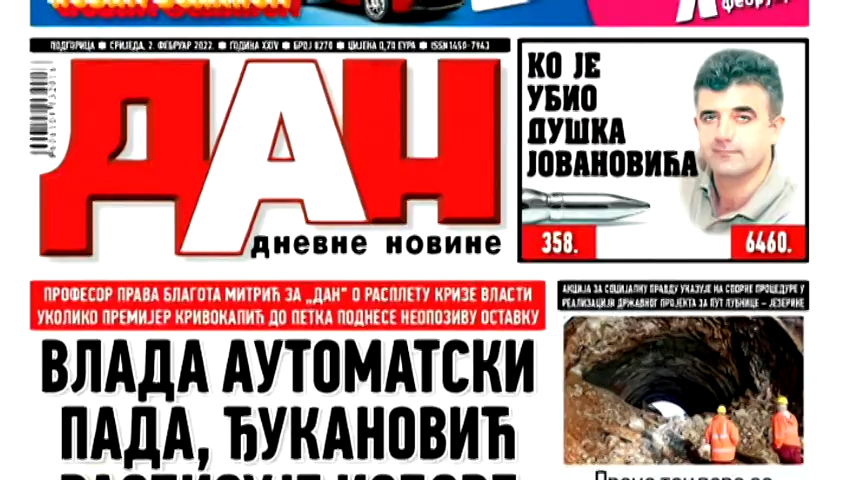 ПОДГОРИЦА ● СРИЈЕДА, 2. ФЕБРУАР 2022. ● ГОДИНА XXIV ● БРОЈ 8270 ● ЦИЈЕНА 0,70 ЕУРА ● ISSN 1450-7943
ДАН
дневне новине
КО ЈЕ
УБИО
ДУШКА
ЈОВАНОВИЋА
358.
6460.
ПРОФЕСОР ПРАВА БЛАГОТА МИТРИЋ ЗА „ДАН” О РАСПЛЕТУ КРИЗЕ ВЛАСТИ
УКОЛИКО ПРЕМИЈЕР КРИВОКАПИЋ ДО ПЕТКА ПОДНЕСЕ НЕОПОЗИВУ ОСТАВКУ
ВЛАДА АУТОМАТСКИ
ПАДА, ЂУКАНОВИЋ
АКЦИЈА ЗА СОЦИЈАЛНУ ПРАВДУ УКАЗУЈЕ НА СПОРНЕ ПРОЦЕДУРЕ У
РЕАЛИЗАЦИЈИ ДРЖАВНОГ ПРОЈЕКТА ЗА ПУТ ЛУБНИЦЕ – ЈЕЗЕРИНЕ